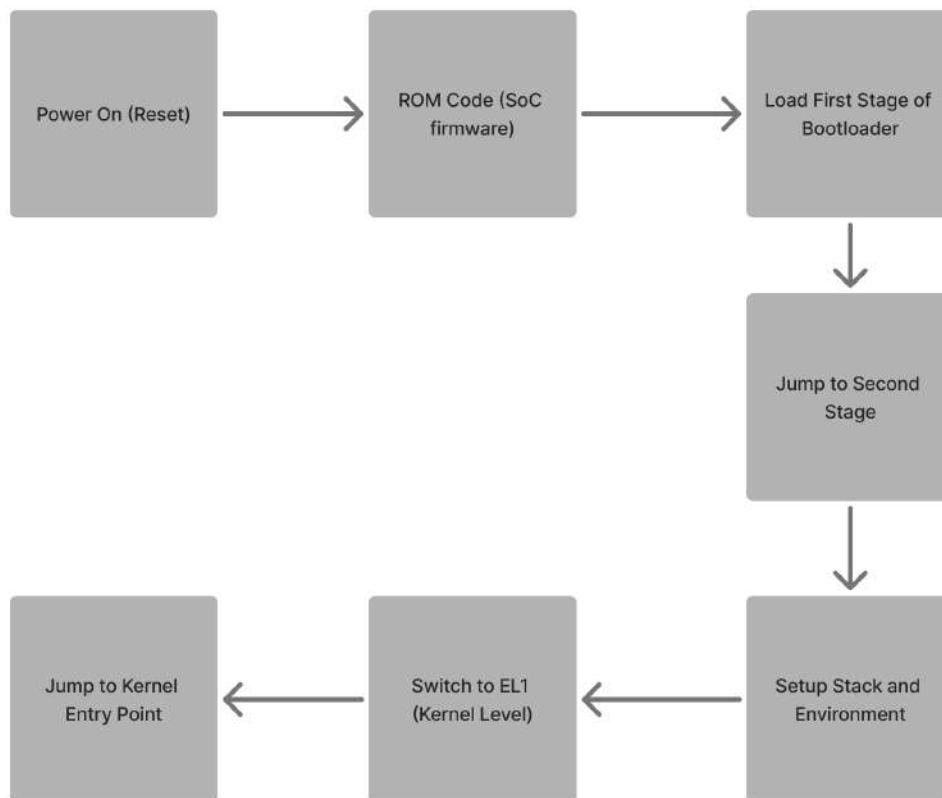 Power On (Reset)
ROM Code (SoC
firmware)
Load First Stage of
Bootloader
Jump to Second
Stage
Setup Stack and
Environment
Switch to EL1
(Kernel Level)
Jump to Kernel
Entry Point